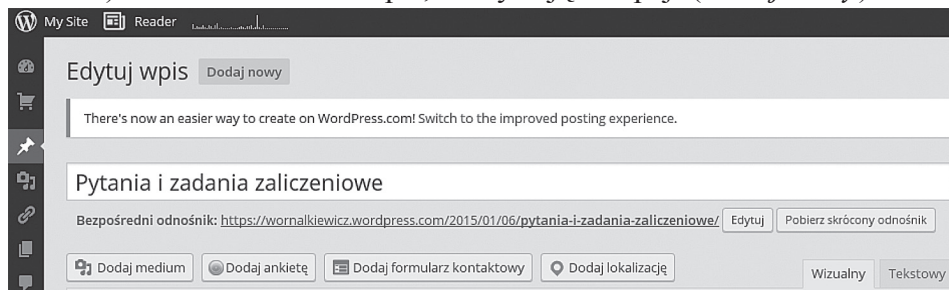 My Site Reader
Edytuj wpis Dodaj nowy
There's now an easier way to create on WordPress.com! Switch to the improved posting experience.
Pytania i zadania zaliczeniowe
Bezpośredni odnośnik: https://wornalkiewicz.wordpress.com/2015/01/06/pytania-i-zadania-zaliczeniowe/ Edytuj Pobierz skrócony odnośnik
Dodaj medium Dodaj ankietę Dodaj formularz kontaktowy Dodaj lokalizację
Wizualny Tekstowy